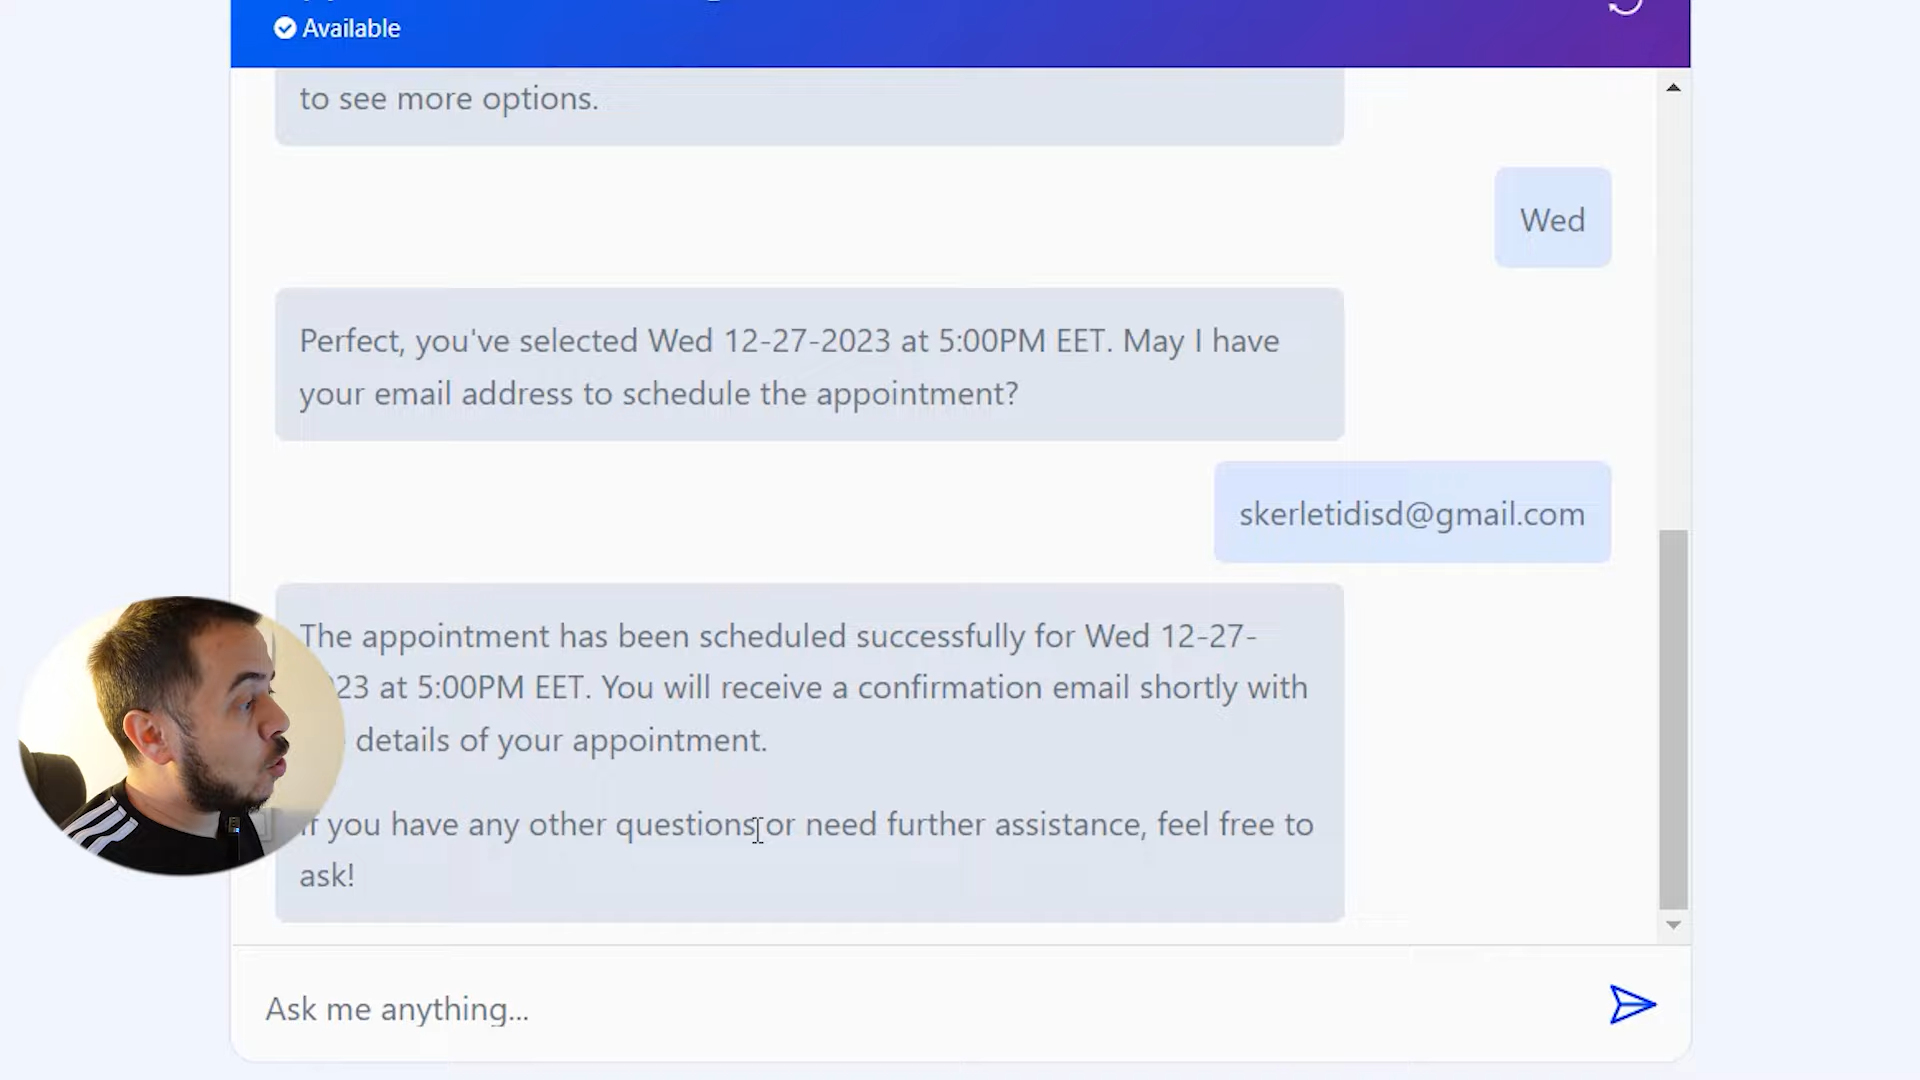 Available
to see more options.
Wed
Perfect, you've selected Wed 12-27-2023 at 5:00PM EET. May I have
your email address to schedule the appointment?
skerletidisd@gmail.com
The appointment has been scheduled successfully for Wed 12-27-
23 at 5:00PM EET. You will receive a confirmation email shortly with
details of your appointment.
If you have any other questions or need further assistance, feel free to
ask!
Ask me anything...